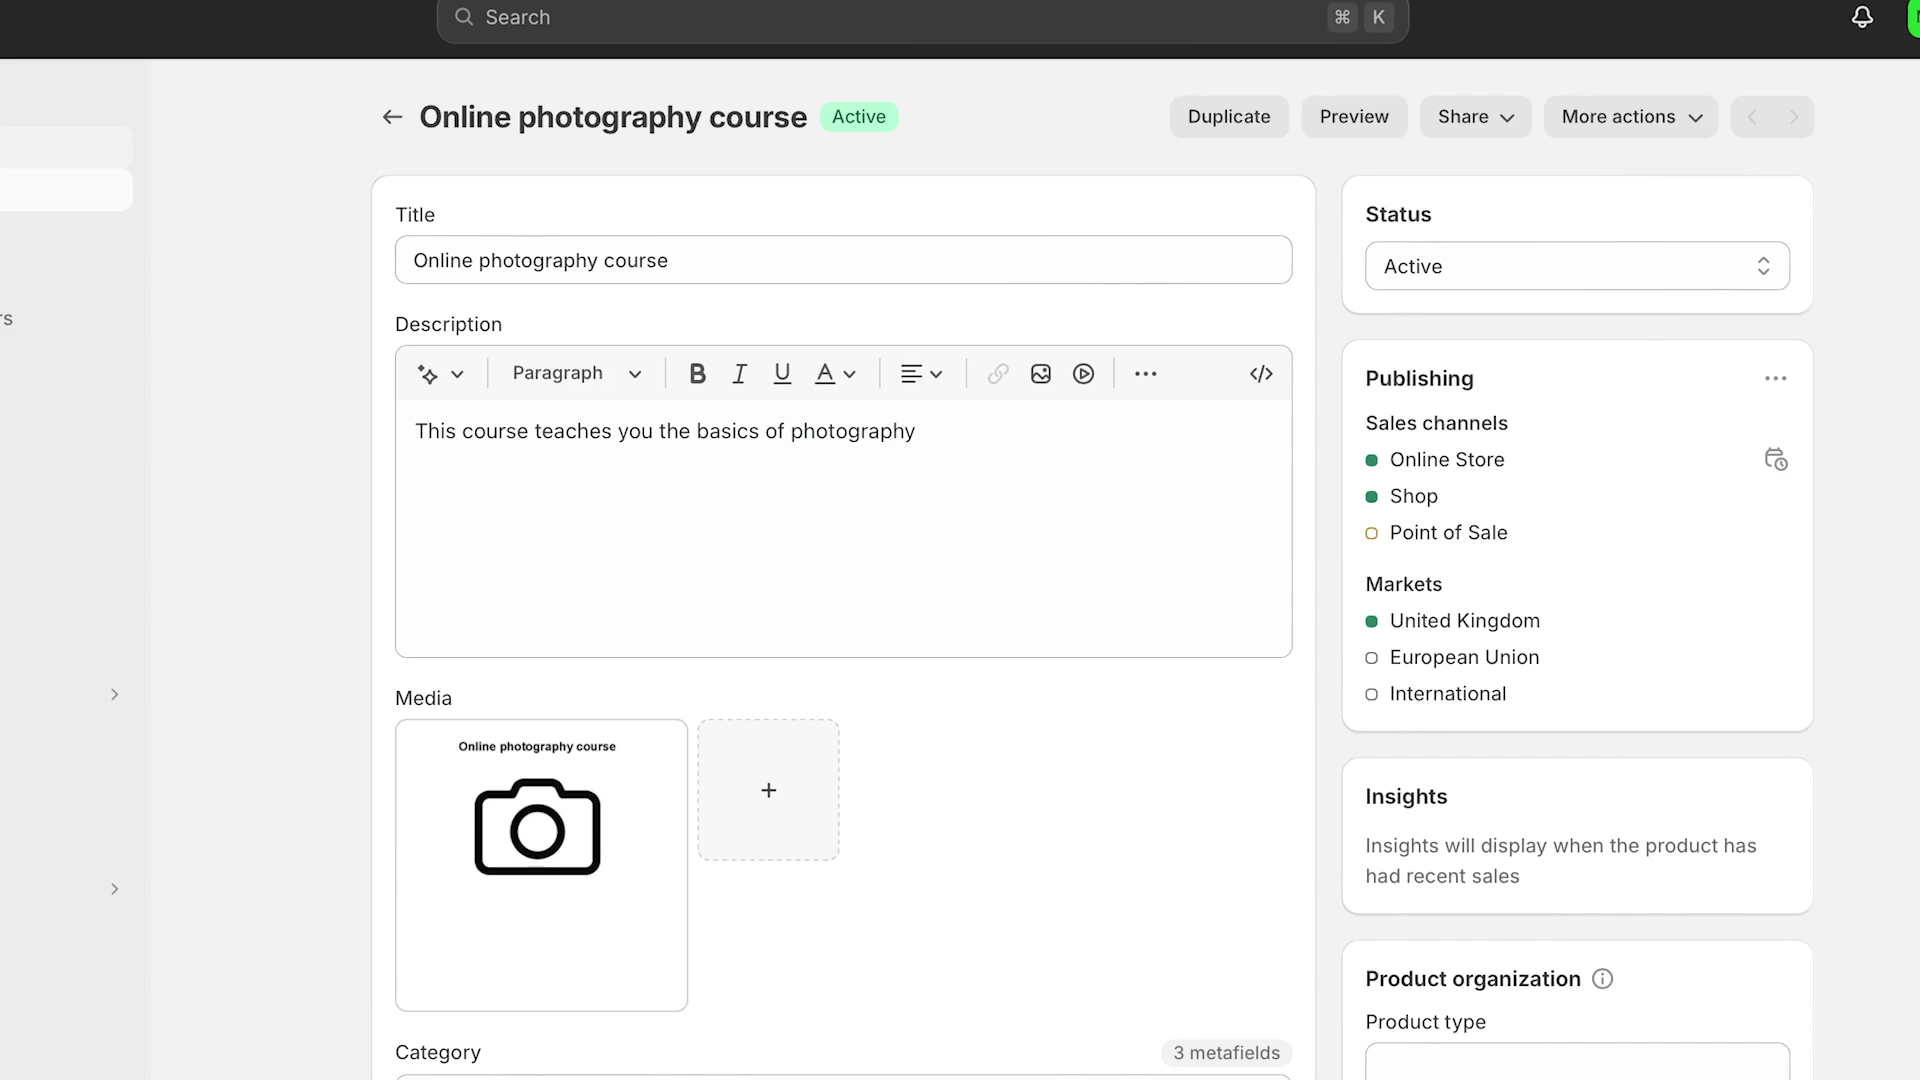 Search
⌘ K
Online photography course
Active
Duplicate
Preview
Share
More actions
rs
Title
Online photography course
Description
Paragraph
This course teaches you the basics of photography
Media
Online photography course
Category
3 metafields
Status
Active
Publishing
Sales channels
Online Store
Shop
Point of Sale
Markets
United Kingdom
European Union
International
Insights
Insights will display when the product has
had recent sales
Product organization
Product type